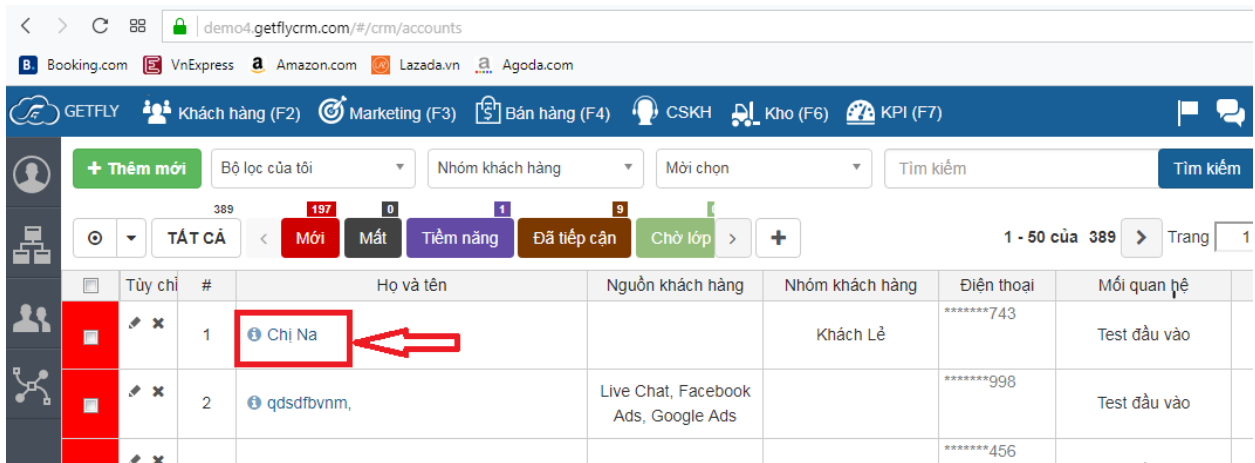 demo4.getflycrm.com/#/crm/accounts
B. Booking.com E VnExpress a Amazon.com Lazada.vn a Agoda.com
GETFLY Khách hàng (F2) Marketing (F3) Bán hàng (F4) CSKH Kho (F6) KPI (F7)
+ Thêm mới Bộ lọc của tôi Nhóm khách hàng Mời chọn Tìm kiếm Tìm kiếm
389 197 0 1 9
TẤT CẢ < Mới Mất Tiềm năng Đã tiếp cận Chờ lớp > + 1 - 50 của 389 > Trang 1
Tùy chỉ # Họ và tên Nguồn khách hàng Nhóm khách hàng Điện thoại Mối quan hệ
1 Chị Na Khách Lẻ *******743 Test đầu vào
2 qdsdfbvnm, Live Chat, Facebook Ads, Google Ads *******998 Test đầu vào
*******456